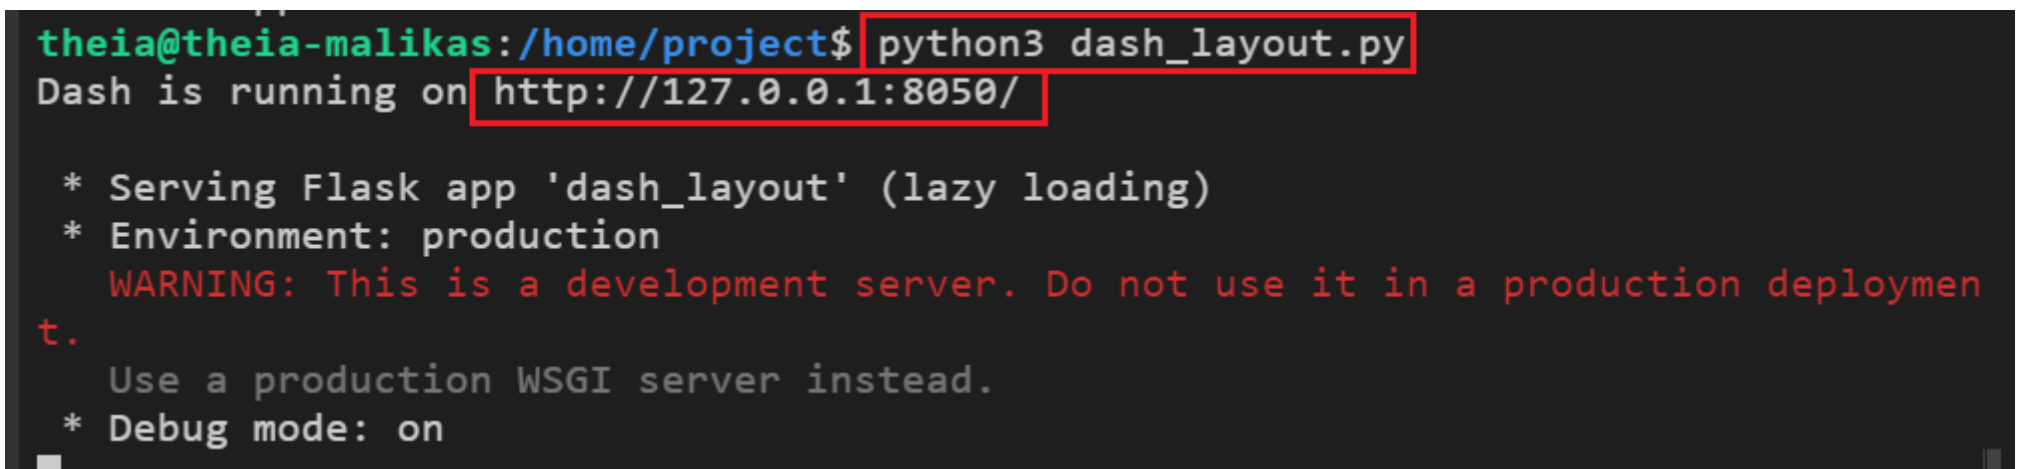 theia@theia-malikas:/home/project$ python3 dash_layout.py
Dash is running on http://127.0.0.1:8050/
* Serving Flask app 'dash_layout' (lazy loading)
* Environment: production
WARNING: This is a development server. Do not use it in a production deploymen
t.
Use a production WSGI server instead.
* Debug mode: on